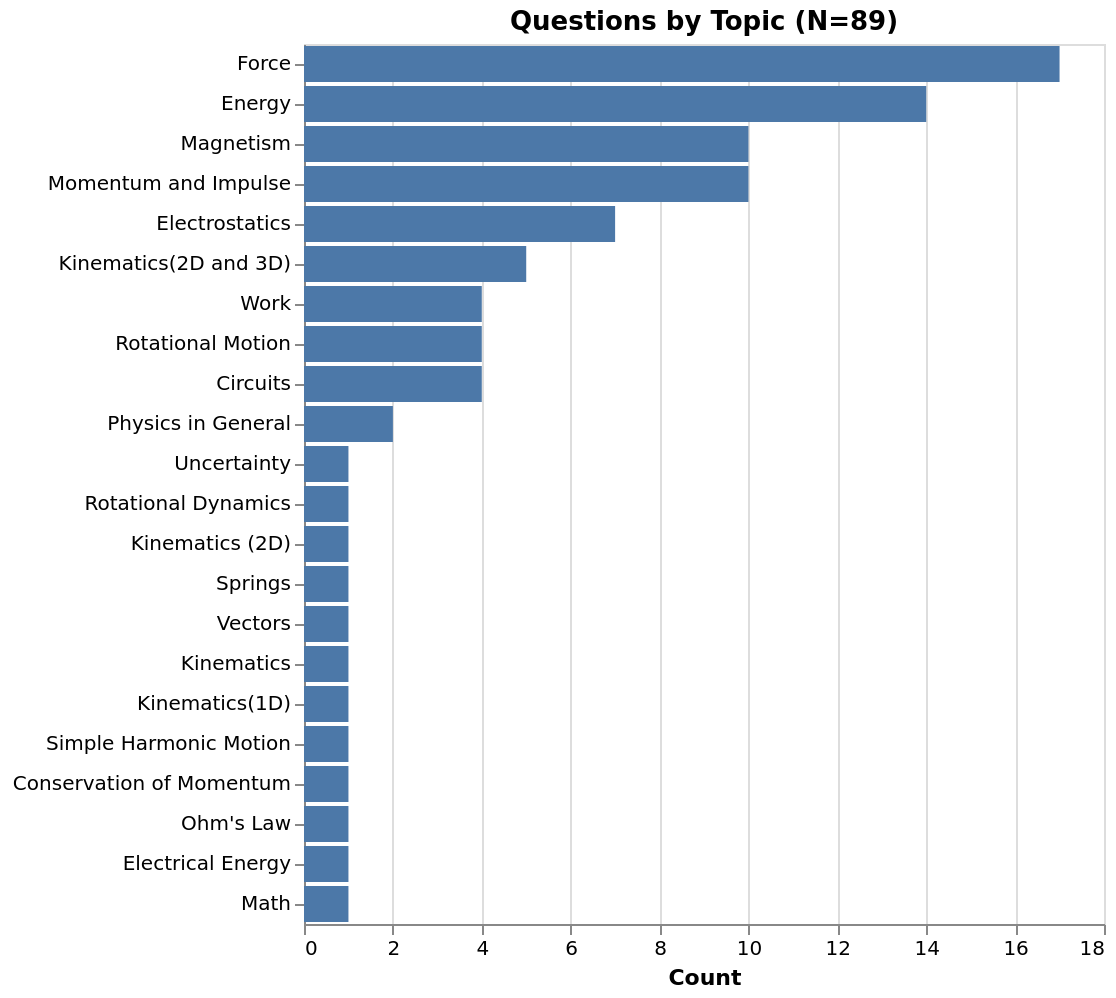 Questions by Topic (N=89)
Force
Energy
Magnetism
Momentum and Impulse
Electrostatics
Kinematics(2D and 3D)
Work
Rotational Motion
Circuits
Physics in General
Uncertainty
Rotational Dynamics
Kinematics (2D)
Springs
Vectors
Kinematics
Kinematics(1D)
Simple Harmonic Motion
Conservation of Momentum
Ohm's Law
Electrical Energy
Math
0 2 4 6 8 10 12 14 16 18
Count